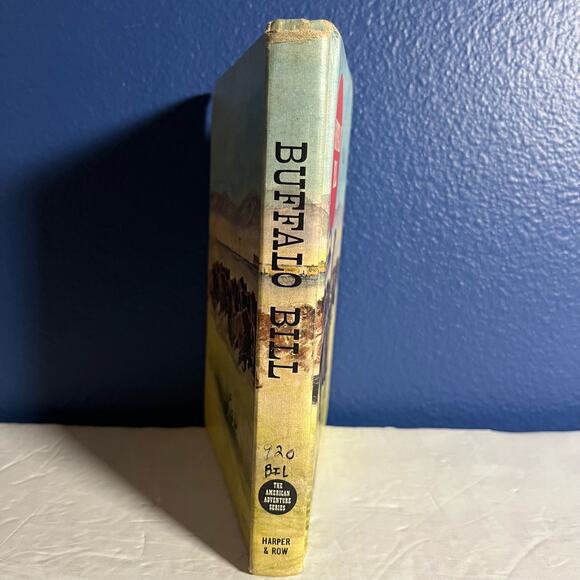 BUFFALO BILL
920
BIL
THE
AMERICAN
ADVENTURE
SERIES
HARPER
& ROW